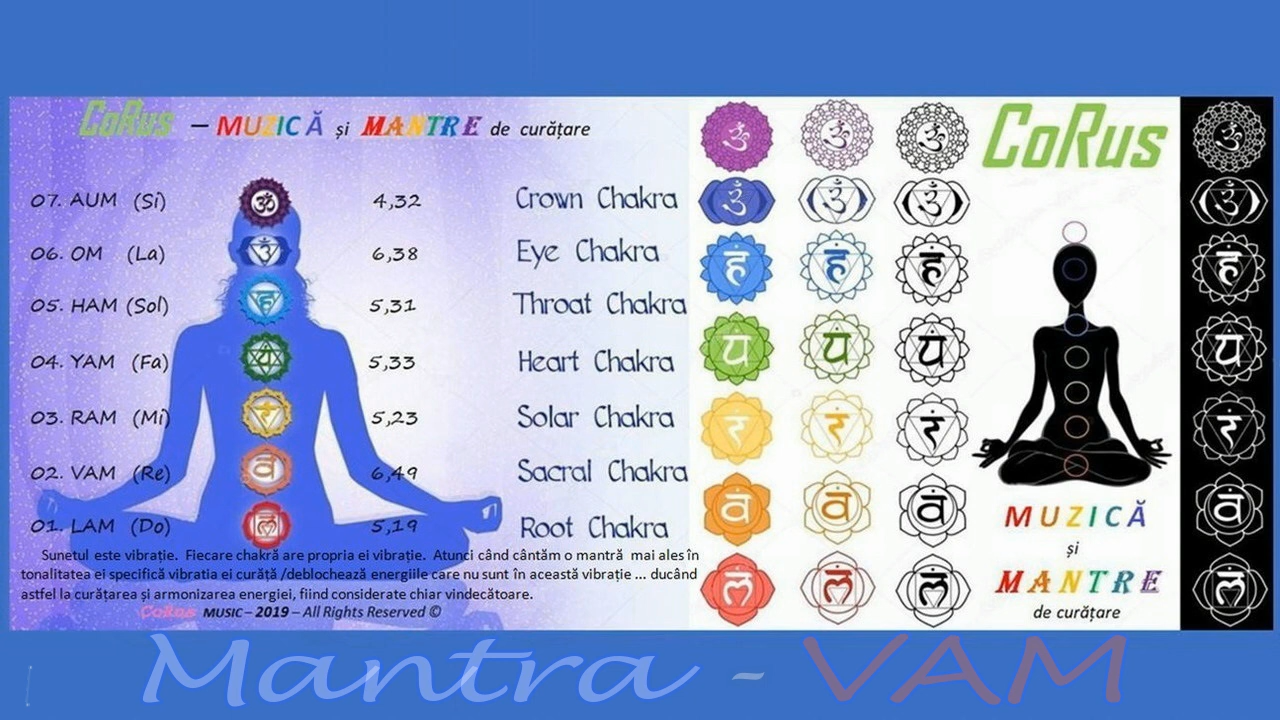 CoRus – MUZICĂ și MANTRE de curățare
07. AUM (Si) 4,32 Crown Chakra
06. OM (La) 6,38 Eye Chakra
05. HAM (Sol) 5,31 Throat Chakra
04. YAM (Fa) 5,33 Heart Chakra
03. RAM (Mi) 5,23 Solar Chakra
02. VAM (Re) 6,49 Sacral Chakra
01. LAM (Do) 5,19 Root Chakra
Sunetul este vibrație. Fiecare chakră are propria ei vibrație. Atunci când cântăm o mantră mai ales în
tonalitatea ei specifică vibratia ei curăță /deblochează energiile care nu sunt în această vibrație ... ducând
astfel la curățarea și armonizarea energiei, fiind considerate chiar vindecătoare.
CoRus MUSIC – 2019 – All Rights Reserved ©
ॐ
ॐ
हं
यं
रं
वं
लं
CoRus
MUZICĂ
și
MANTRE
de curățare
Mantra - VAM